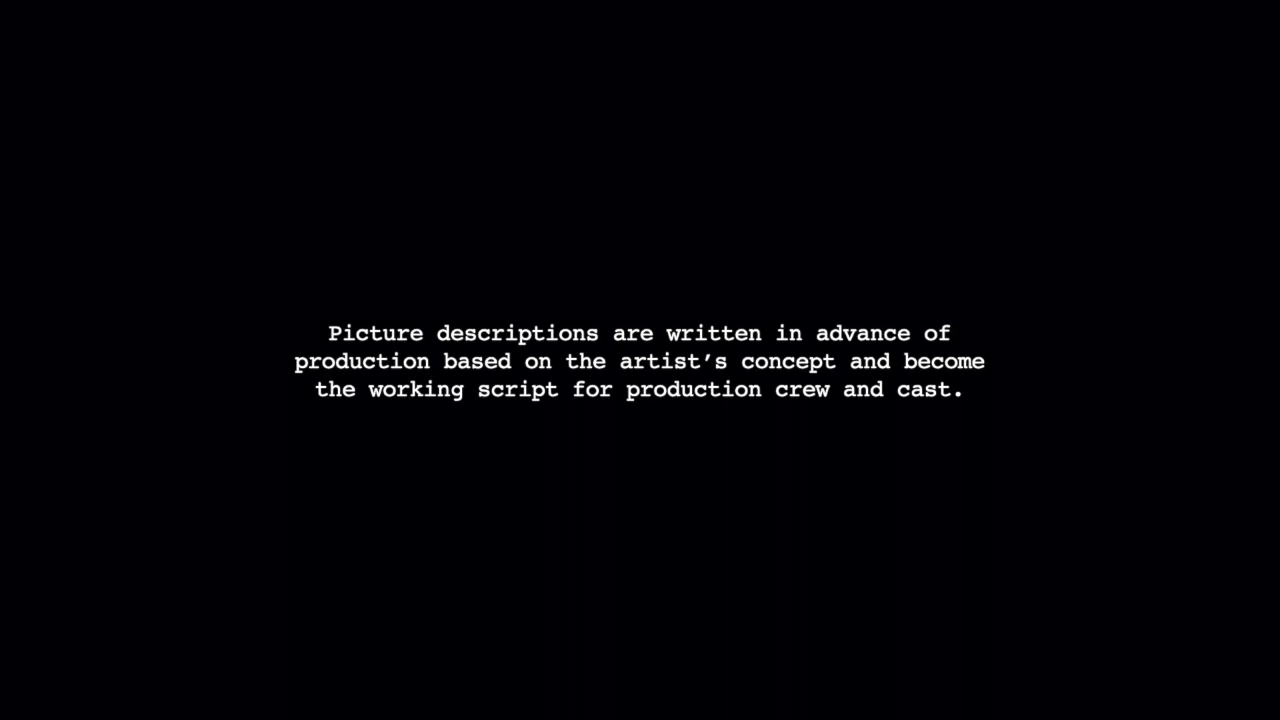 Picture descriptions are written in advance of
production based on the artist’s concept and become
the working script for production crew and cast.